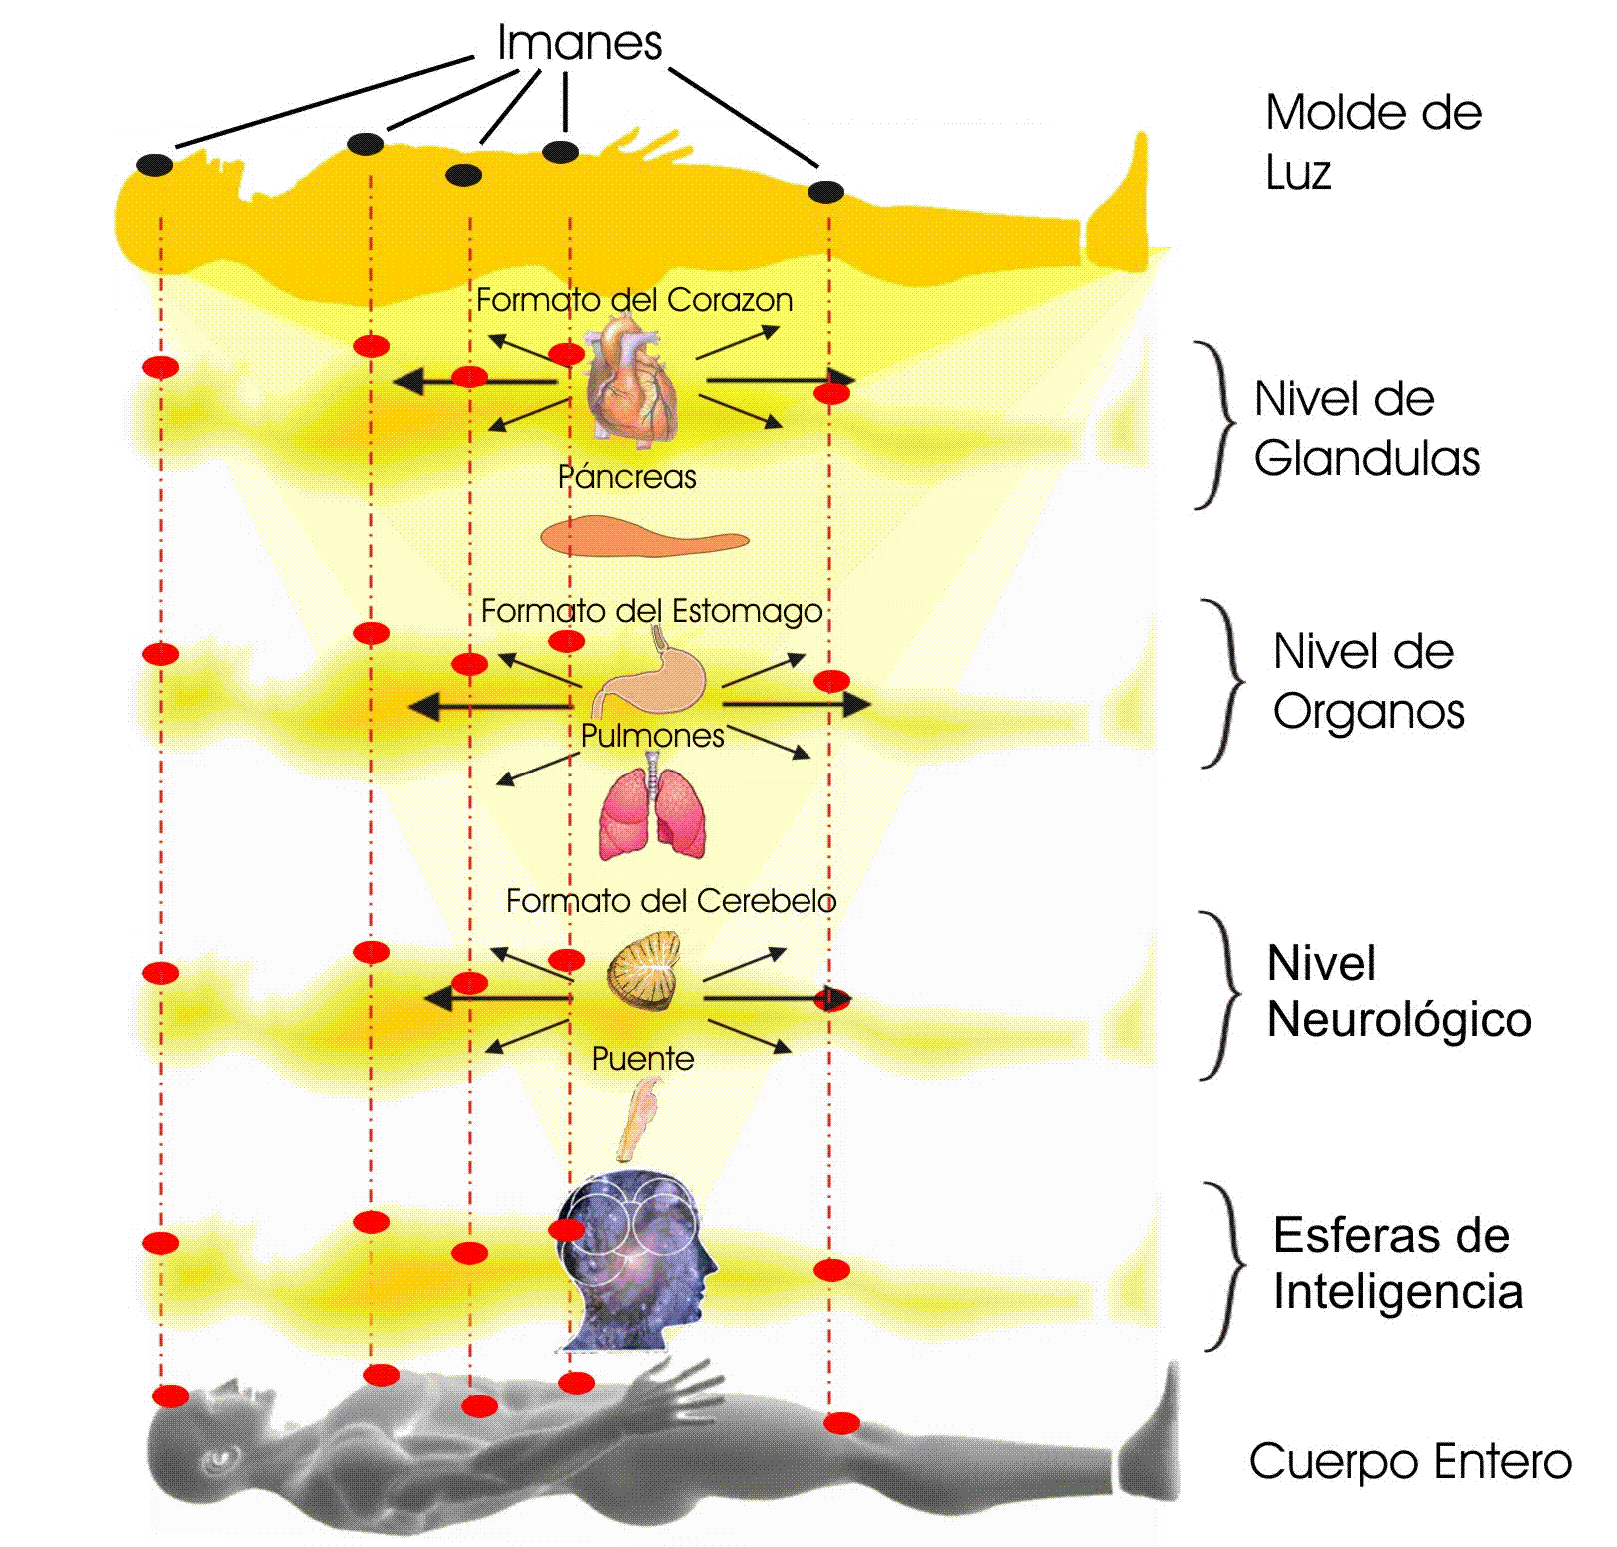 Imanes
Molde de
Luz
Formato del Corazon
Nivel de
Glandulas
Páncreas
Formato del Estomago
Nivel de
Organos
Pulmones
Formato del Cerebelo
Nivel
Neurológico
Puente
Esferas de
Inteligencia
Cuerpo Entero